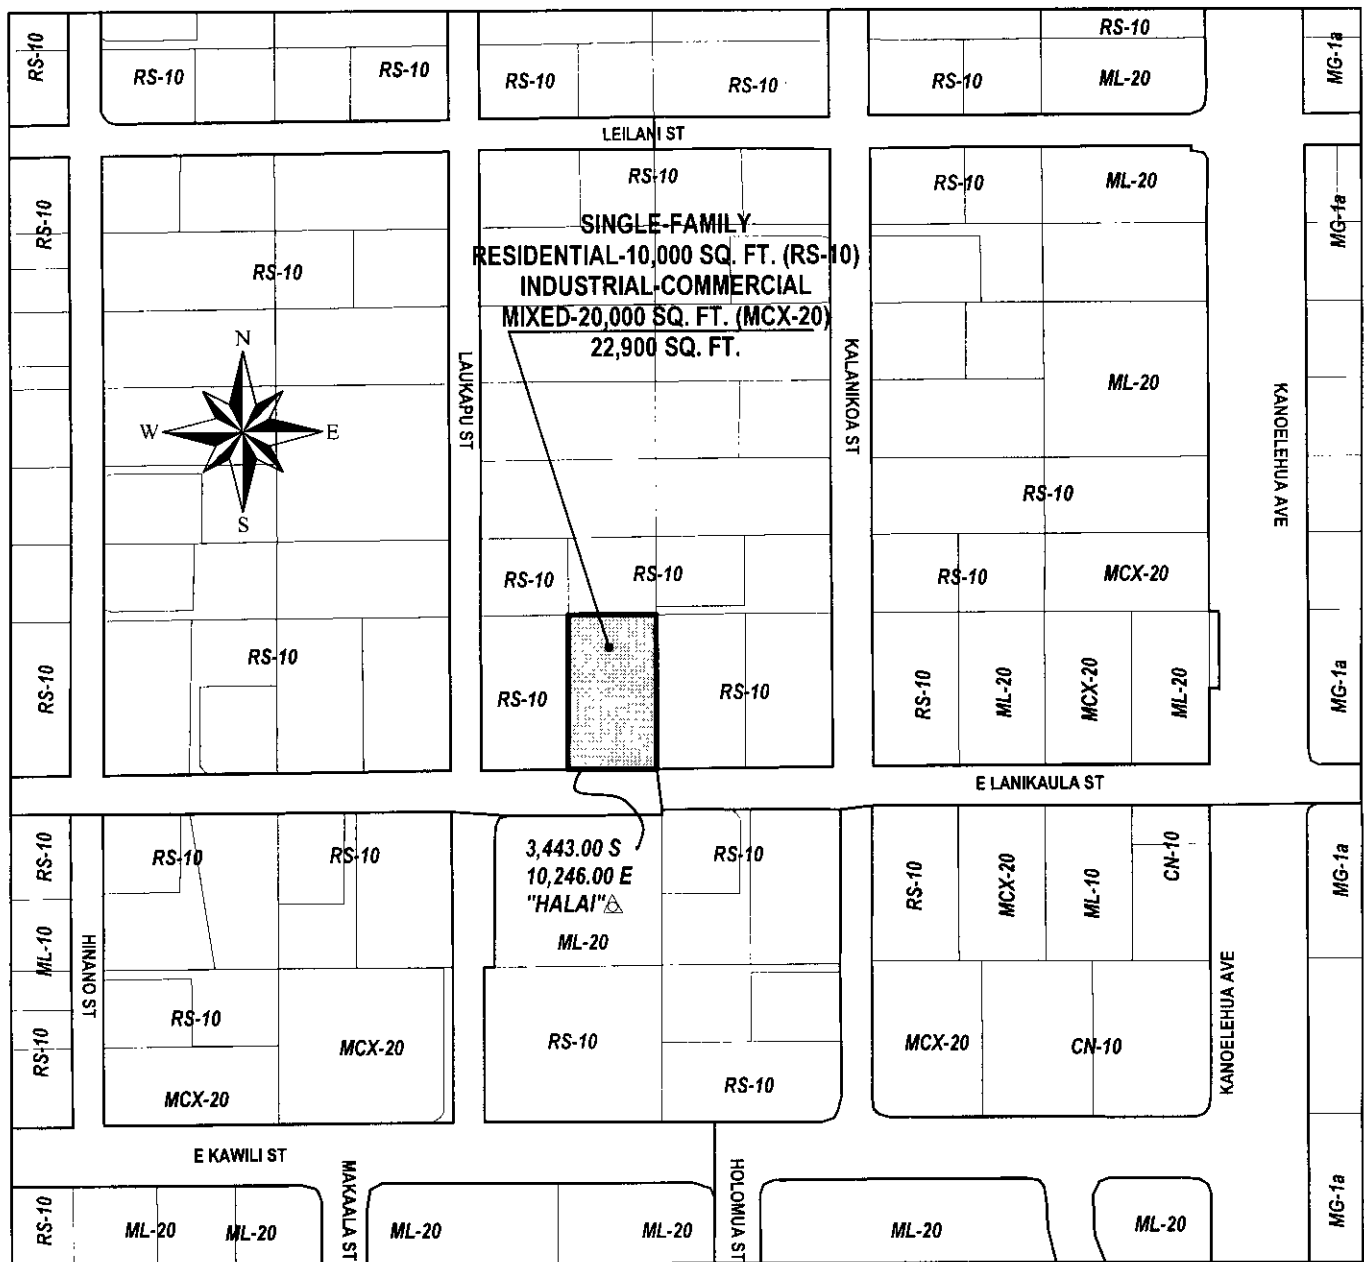 RS-10
RS-10
RS-10
RS-10
RS-10
RS-10
RS-10
ML-20
MG-1a
LEILANI ST
RS-10
RS-10
RS-10
ML-20
MG-1a
SINGLE-FAMILY
RESIDENTIAL-10,000 SQ. FT. (RS-10)
INDUSTRIAL-COMMERCIAL
MIXED-20,000 SQ. FT. (MCX-20)
22,900 SQ. FT.
RS-10
N
W
E
S
LAUKAPU ST
KALANIKOA ST
ML-20
KANOELEHUA AVE
RS-10
RS-10
RS-10
RS-10
MCX-20
RS-10
RS-10
RS-10
RS-10
RS-10
ML-20
MCX-20
ML-20
MG-1a
E LANIKAULA ST
RS-10
RS-10
RS-10
3,443.00 S
10,246.00 E
"HALAI"
ML-20
RS-10
RS-10
MCX-20
ML-10
CN-10
MG-1a
ML-10
HINANO ST
RS-10
RS-10
MCX-20
MCX-20
RS-10
RS-10
MCX-20
CN-10
KANOELEHUA AVE
E KAWILI ST
MAKAALA ST
HOLOMUA ST
RS-10
ML-20
ML-20
ML-20
ML-20
ML-20
ML-20
MG-1a